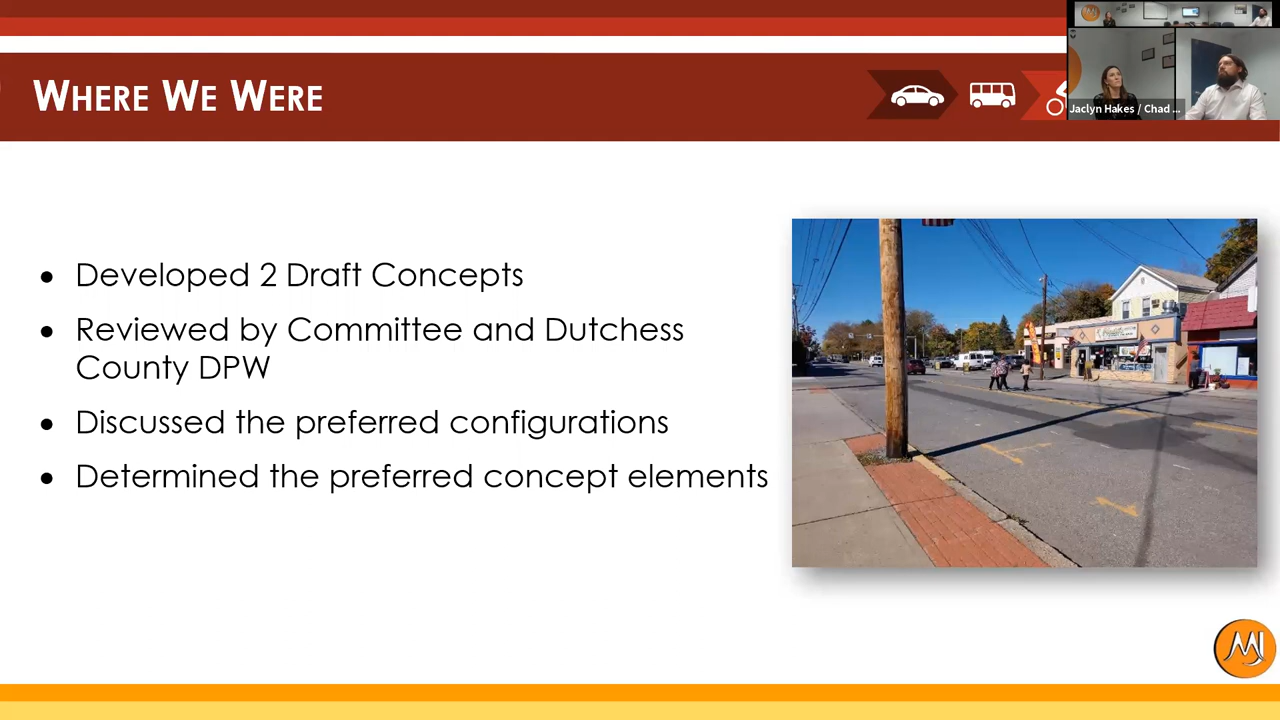 WHERE WE WERE
Jaclyn Hakes / Chad ...
• Developed 2 Draft Concepts
• Reviewed by Committee and Dutchess
County DPW
• Discussed the preferred configurations
• Determined the preferred concept elements
MJ